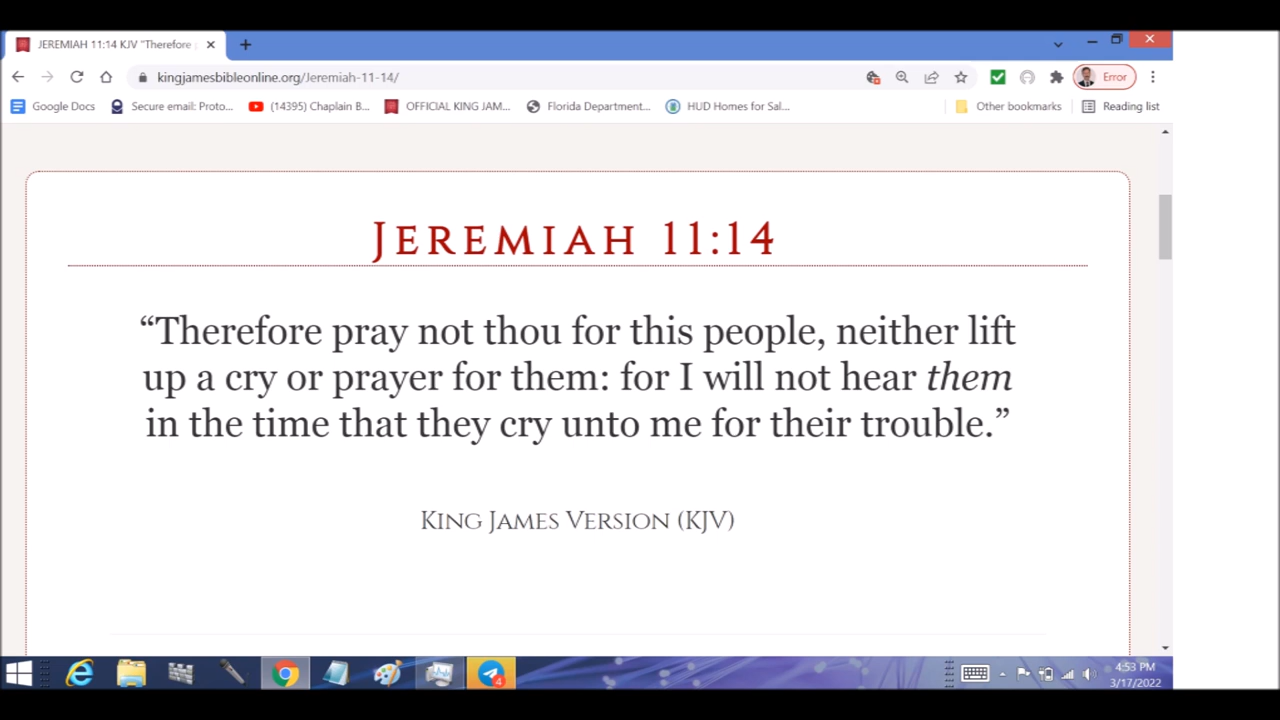 JEREMIAH 11:14 KJV "Therefore
kingjamesbibleonline.org/Jeremiah-11-14/
Error
Google Docs
Secure email: Proto...
(14395) Chaplain B...
OFFICIAL KING JAM...
Florida Department...
HUD Homes for Sal...
Other bookmarks
Reading list
JEREMIAH 11:14
“Therefore pray not thou for this people, neither lift
up a cry or prayer for them: for I will not hear them
in the time that they cry unto me for their trouble.”
KING JAMES VERSION (KJV)
4
4:53 PM
3/17/2022